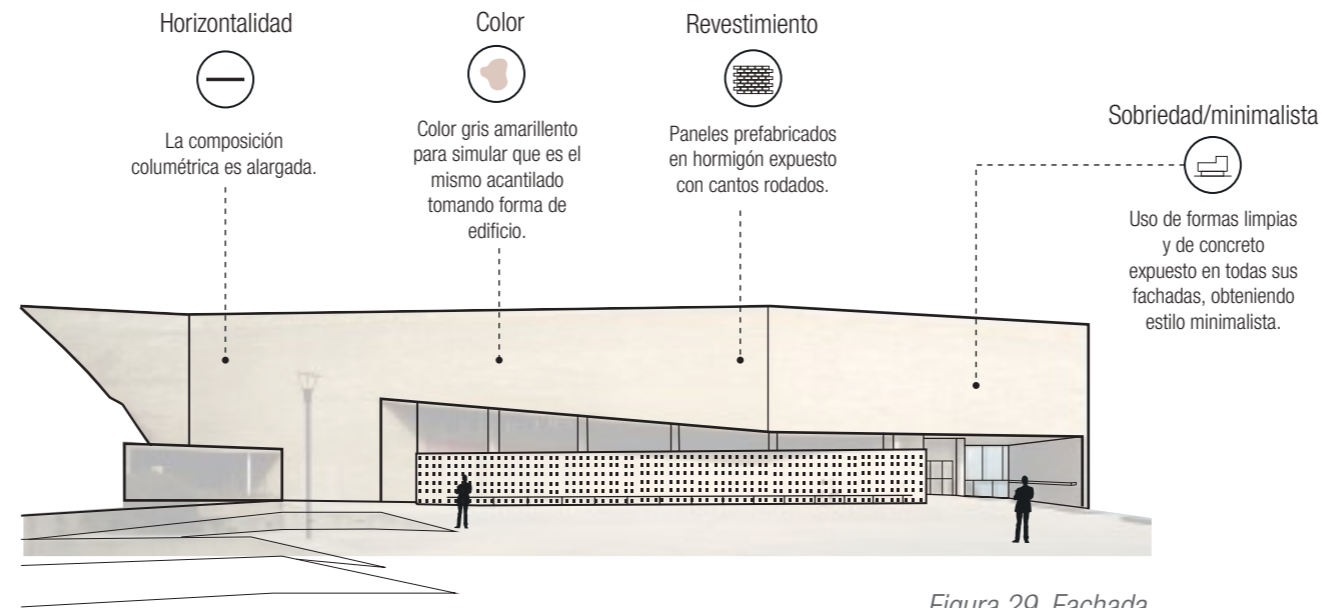 Horizontalidad
La composición
columétrica es alargada.
Color
Color gris amarillento
para simular que es el
mismo acantilado
tomando forma de
edificio.
Revestimiento
Paneles prefabricados
en hormigón expuesto
con cantos rodados.
Sobriedad/minimalista
Uso de formas limpias
y de concreto
expuesto en todas sus
fachadas, obteniendo
estilo minimalista.
Figura 29. Fachada